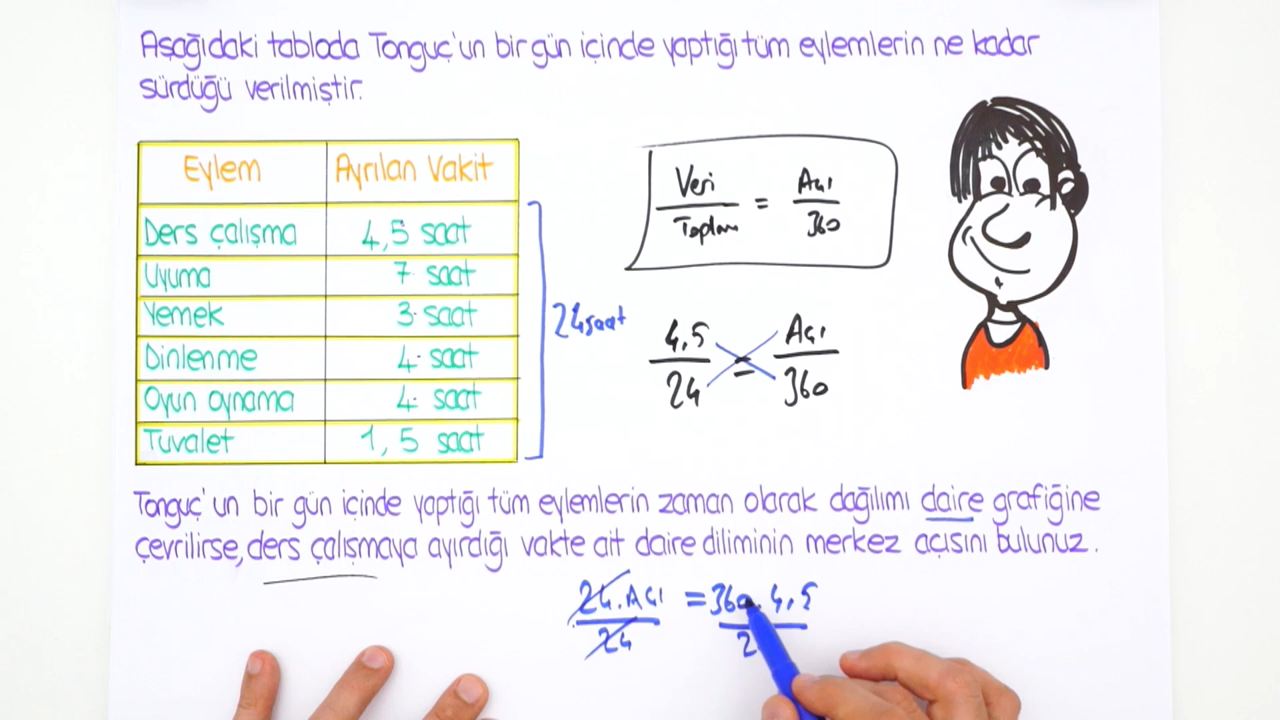 Aşağıdaki tabloda Tonguç'un bir gün içinde yaptığı tüm eylemlerin ne kadar
sürdüğü verilmiştir.
Eylem Ayrılan Vakit
Ders çalışma 4,5 saat
Uyuma 7 saat
Yemek 3 saat
Dinlenme 4 saat
Oyun oynama 4 saat
Tuvalet 1,5 saat
24 saat
Veri / Toplam = Açı / 360
4,5 / 24 = Açı / 360
Tonguç'un bir gün içinde yaptığı tüm eylemlerin zaman olarak dağılımı daire grafiğine
çevrilirse, ders çalışmaya ayırdığı vakte ait daire diliminin merkez açısını bulunuz.
24.Açı = 360.4,5
24 2